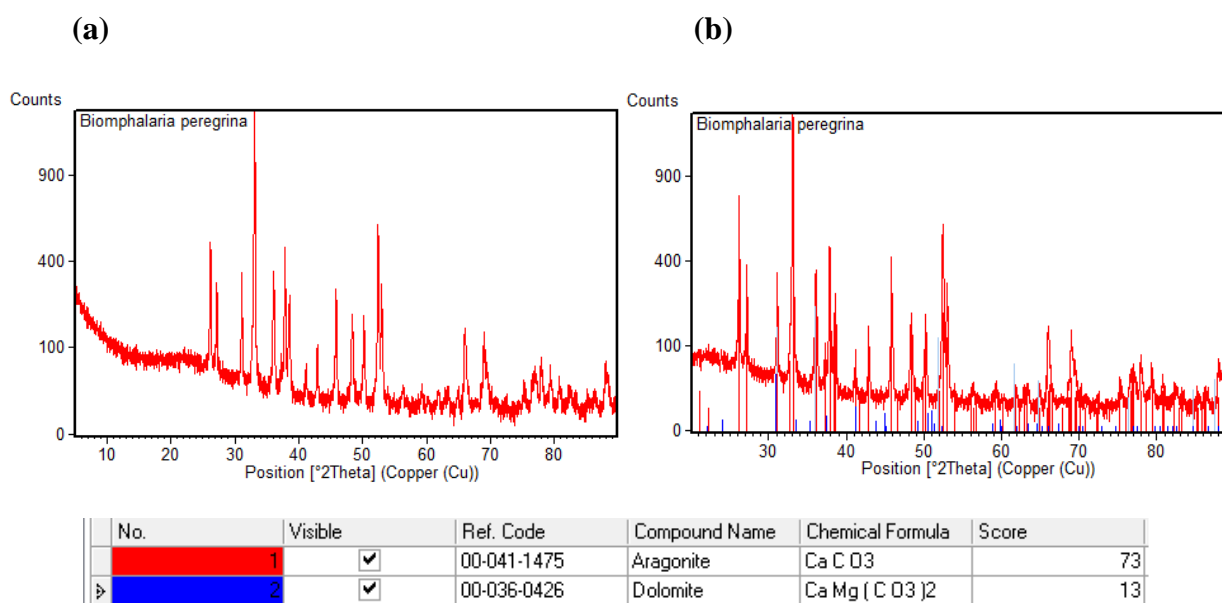 (a)
Counts
Biomphalaria peregrina
900
400
100
0
10 20 30 40 50 60 70 80
Position [°2Theta] (Copper (Cu))
(b)
Counts
Biomphalaria peregrina
900
400
100
0
30 40 50 60 70 80
Position [°2Theta] (Copper (Cu))
No. Visible Ref. Code Compound Name Chemical Formula Score
1 00-041-1475 Aragonite Ca C O3 73
2 00-036-0426 Dolomite Ca Mg ( C O3 )2 13